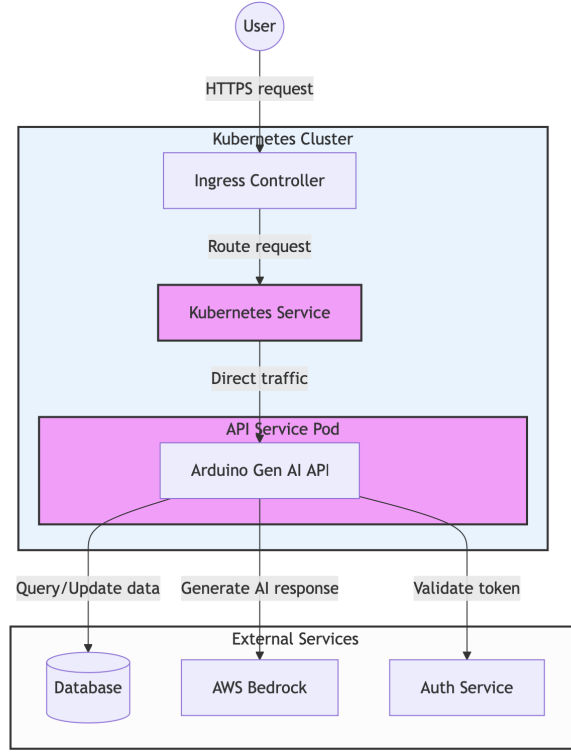 User
HTTPS request
Kubernetes Cluster
Ingress Controller
Route request
Kubernetes Service
Direct traffic
API Service Pod
Arduino Gen AI API
Query/Update data
Generate AI response
Validate token
External Services
Database
AWS Bedrock
Auth Service